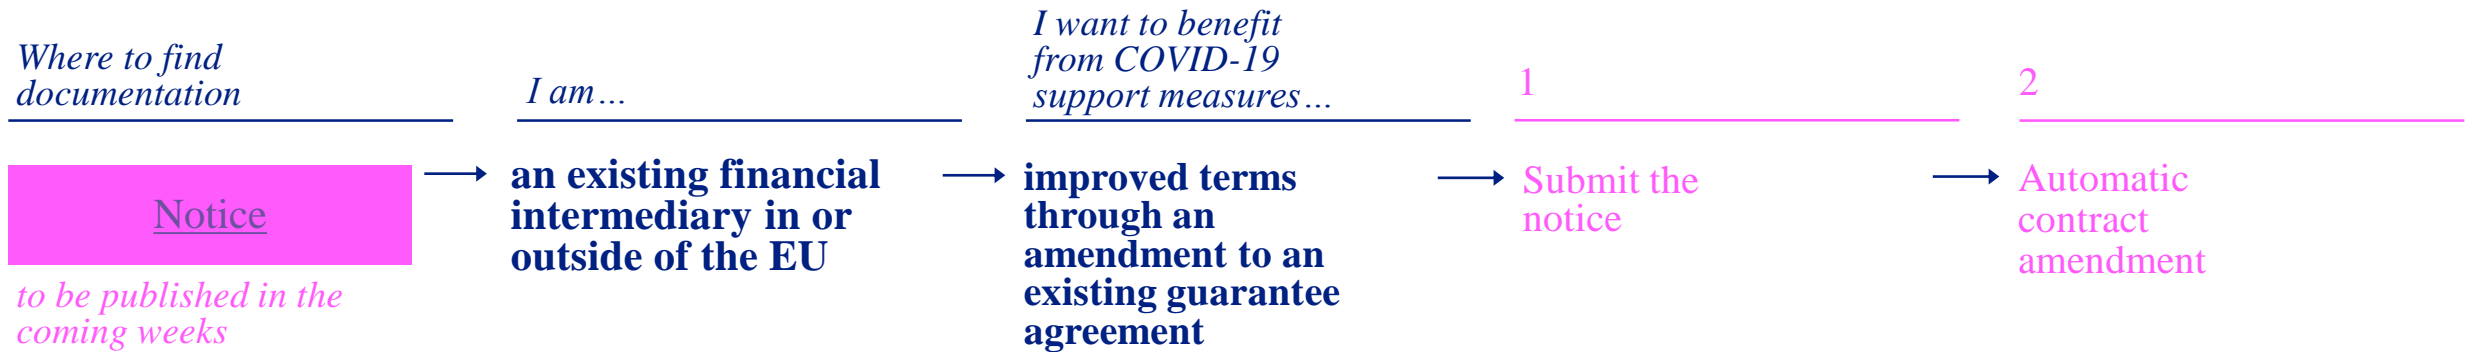 Where to find
documentation
I am…
I want to benefit
from COVID-19
support measures…
1
2
Notice
to be published in the
coming weeks
an existing financial
intermediary in or
outside of the EU
improved terms
through an
amendment to an
existing guarantee
agreement
Submit the
notice
Automatic
contract
amendment